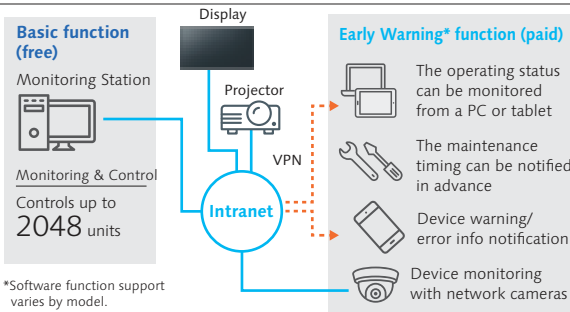 Basic function
(free)
Monitoring Station
Monitoring & Control
Controls up to
2048 units
*Software function support
varies by model.
Display
Projector
VPN
Intranet
Early Warning* function (paid)
The operating status
can be monitored
from a PC or tablet
The maintenance
timing can be notified
in advance
Device warning/
error info notification
Device monitoring
with network cameras